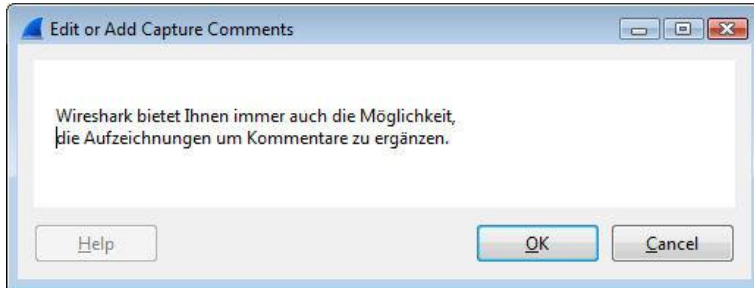 Edit or Add Capture Comments
Wireshark bietet Ihnen immer auch die Möglichkeit,
die Aufzeichnungen um Kommentare zu ergänzen.
Help
OK
Cancel